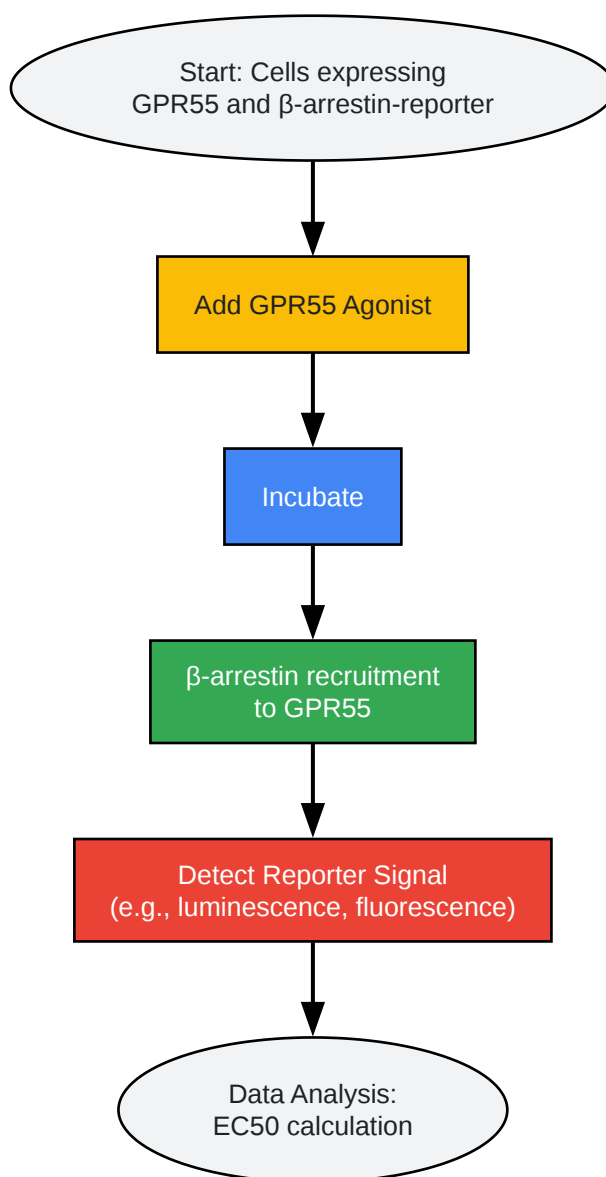 Start: Cells expressing
GPR55 and β-arrestin-reporter
Add GPR55 Agonist
Incubate
β-arrestin recruitment
to GPR55
Detect Reporter Signal
(e.g., luminescence, fluorescence)
Data Analysis:
EC50 calculation